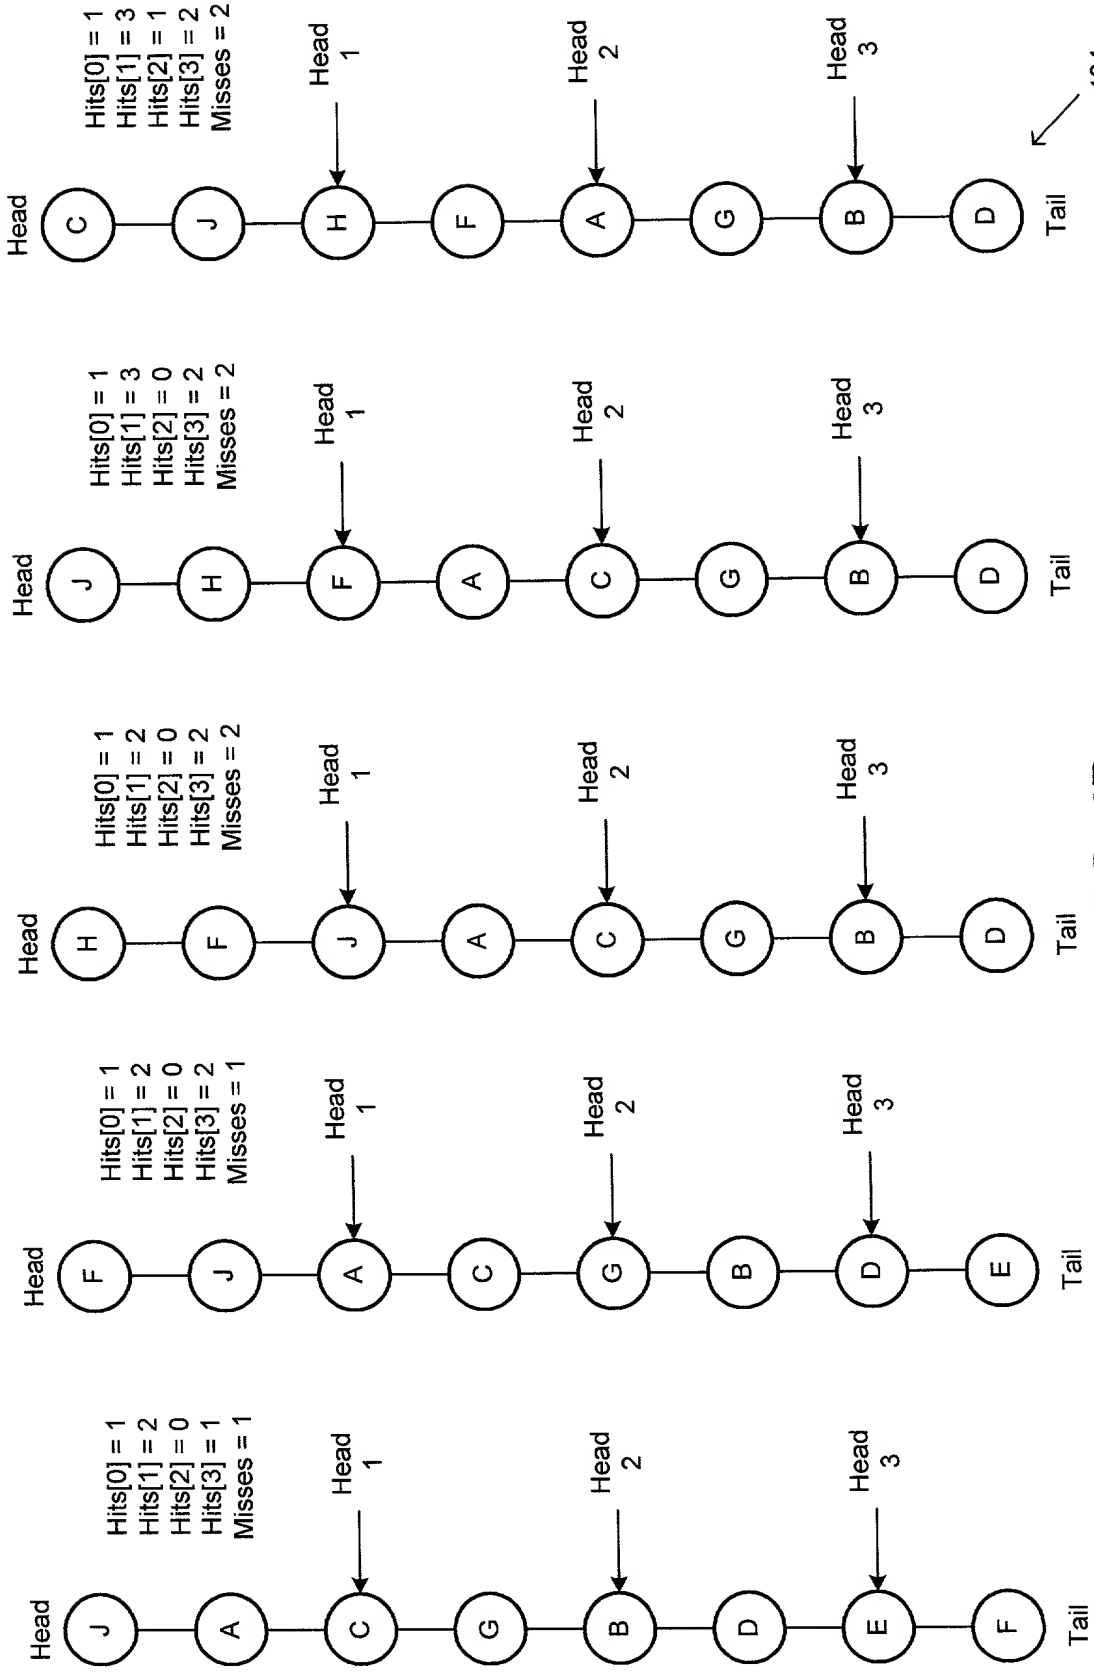 Head
Hits[0] = 1
Hits[1] = 2
Hits[2] = 0
Hits[3] = 1
Misses = 1
J
A
C
Head
1
G
B
Head
2
D
E
Head
3
F
Tail
Head
Hits[0] = 1
Hits[1] = 2
Hits[2] = 0
Hits[3] = 2
Misses = 1
F
J
A
Head
1
C
G
Head
2
B
D
Head
3
E
Tail
Head
Hits[0] = 1
Hits[1] = 2
Hits[2] = 0
Hits[3] = 2
Misses = 2
H
F
J
Head
1
A
C
Head
2
G
B
Head
3
D
Tail
Head
Hits[0] = 1
Hits[1] = 3
Hits[2] = 0
Hits[3] = 2
Misses = 2
J
H
F
Head
1
A
C
Head
2
G
B
Head
3
D
Tail
Head
Hits[0] = 1
Hits[1] = 3
Hits[2] = 1
Hits[3] = 2
Misses = 2
C
J
H
Head
1
F
A
Head
2
G
B
Head
3
D
Tail